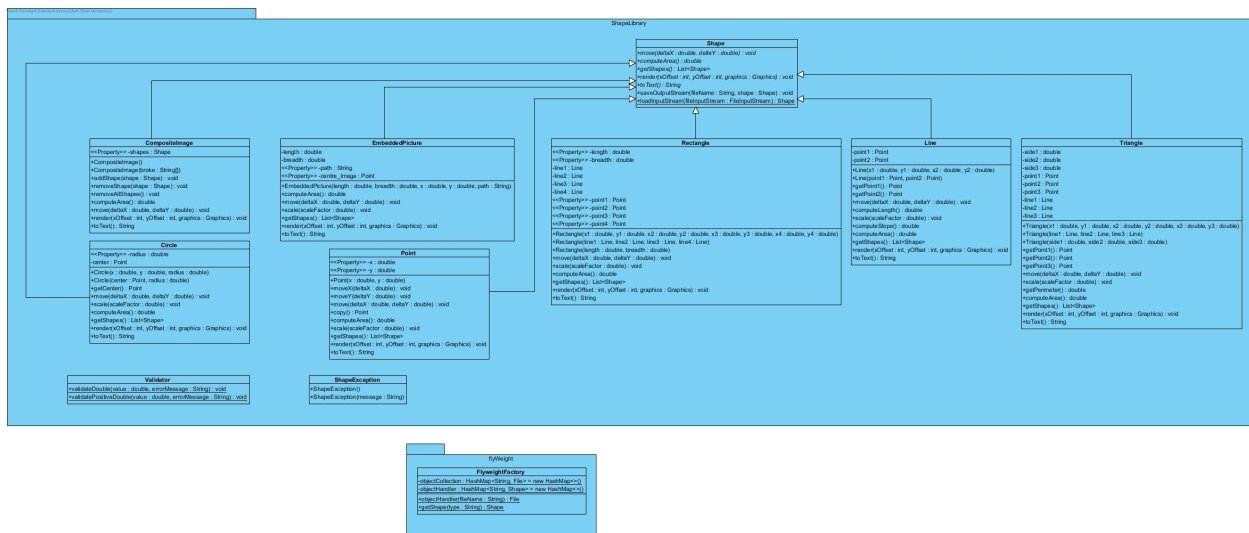 ShapeLibrary
Shape
+move(deltaX : double, deltaY : double) : void
+computeArea() : double
+getShapes() : List<Shape>
+render(xOffset : int, yOffset : int, graphics : Graphics) : void
+toText() : String
+saveOutputStream(fileName : String, shape : Shape) : void
+loadInputStream(fileInputStream : FileInputStream) : Shape
CompositeImage
<<Property>> -shapes : Shape
+CompositeImage()
+CompositeImage(broke : String[])
+addShape(shape : Shape) : void
+removeShape(shape : Shape) : void
+removeAllShapes() : void
+computeArea() : double
+move(deltaX : double, deltaY : double) : void
+render(xOffset : int, yOffset : int, graphics : Graphics) : void
+toText() : String
EmbeddedPicture
-length : double
-breadth : double
<<Property>> -path : String
<<Property>> -centre_Image : Point
+EmbeddedPicture(length : double, breadth : double, x : double, y : double, path : String)
+computeArea() : double
+move(deltaX : double, deltaY : double) : void
+scale(scaleFactor : double) : void
+getShapes() : List<Shape>
+render(xOffset : int, yOffset : int, graphics : Graphics) : void
+toText() : String
Rectangle
<<Property>> -length : double
<<Property>> -breadth : double
-line1 : Line
-line2 : Line
-line3 : Line
-line4 : Line
<<Property>> -point1 : Point
<<Property>> -point2 : Point
<<Property>> -point3 : Point
<<Property>> -point4 : Point
+Rectangle(x1 : double, y1 : double, x2 : double, y2 : double, x3 : double, y3 : double, x4 : double, y4 : double)
+Rectangle(line1 : Line, line2 : Line, line3 : Line, line4 : Line)
+Rectangle(length : double, breadth : double)
+move(deltaX : double, deltaY : double) : void
+scale(scaleFactor : double) : void
+computeArea() : double
+getShapes() : List<Shape>
+render(xOffset : int, yOffset : int, graphics : Graphics) : void
+toText() : String
Line
-point1 : Point
-point2 : Point
+Line(x1 : double, y1 : double, x2 : double, y2 : double)
+Line(point1 : Point, point2 : Point)
+getPoint1() : Point
+getPoint2() : Point
+move(deltaX : double, deltaY : double) : void
+computeLength() : double
+scale(scaleFactor : double) : void
+computeSlope() : double
+computeArea() : double
+getShapes() : List<Shape>
+render(xOffset : int, yOffset : int, graphics : Graphics) : void
+toText() : String
Triangle
-side1 : double
-side2 : double
-side3 : double
-point1 : Point
-point2 : Point
-point3 : Point
-line1 : Line
-line2 : Line
-line3 : Line
+Triangle(x1 : double, y1 : double, x2 : double, y2 : double, x3 : double, y3 : double)
+Triangle(line1 : Line, line2 : Line, line3 : Line)
+Triangle(side1 : double, side2 : double, side3 : double)
+getPoint1() : Point
+getPoint2() : Point
+getPoint3() : Point
+move(deltaX : double, deltaY : double) : void
+scale(scaleFactor : double) : void
+getPerimeter() : double
+computeArea() : double
+getShapes() : List<Shape>
+render(xOffset : int, yOffset : int, graphics : Graphics) : void
+toText() : String
Circle
<<Property>> -radius : double
-center : Point
+Circle(x : double, y : double, radius : double)
+Circle(center : Point, radius : double)
+getCenter() : Point
+move(deltaX : double, deltaY : double) : void
+scale(scaleFactor : double) : void
+computeArea() : double
+getShapes() : List<Shape>
+render(xOffset : int, yOffset : int, graphics : Graphics) : void
+toText() : String
Point
<<Property>> -x : double
<<Property>> -y : double
+Point(x : double, y : double)
+moveX(deltaX : double) : void
+moveY(deltaY : double) : void
+move(deltaX : double, deltaY : double) : void
+copy() : Point
+computeArea() : double
+scale(scaleFactor : double) : void
+getShapes() : List<Shape>
+render(xOffset : int, yOffset : int, graphics : Graphics) : void
+toText() : String
Validator
+validateDouble(value : double, errorMessage : String) : void
+validatePositiveDouble(value : double, errorMessage : String) : void
ShapeException
+ShapeException()
+ShapeException(message : String)
flyWeight
FlyweightFactory
-objectCollection : HashMap<String, File> = new HashMap<>()
-objectHandler : HashMap<String, Shape> = new HashMap<>()
+objectHandler(fileName : String) : File
+getShape(type : String) : Shape